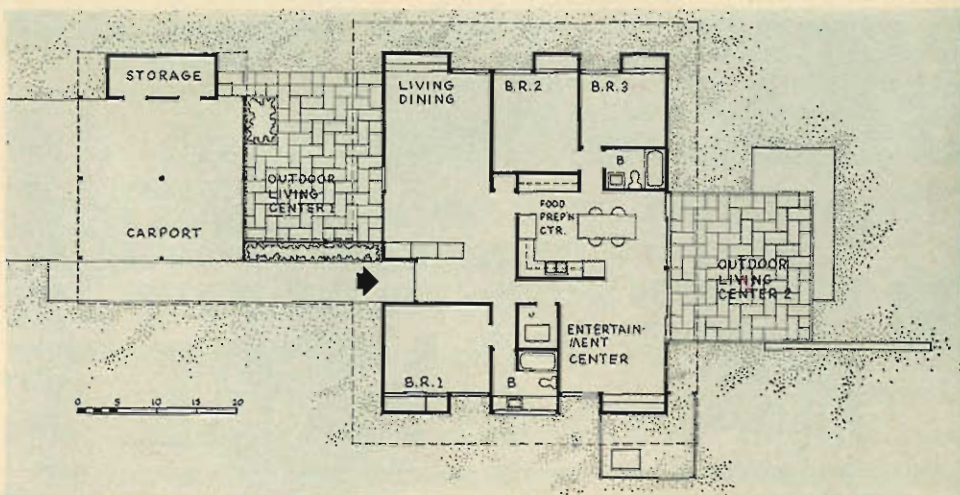 STORAGE
LIVING
DINING
B.R.2
B.R.3
B
OUTDOOR
LIVING
CENTER 1
FOOD
PREP'N
CTR.
CARPORT
OUTDOOR
LIVING
CENTER 2
ENTERTAIN-
MENT
CENTER
B.R.1
B
0 5 10 15 20